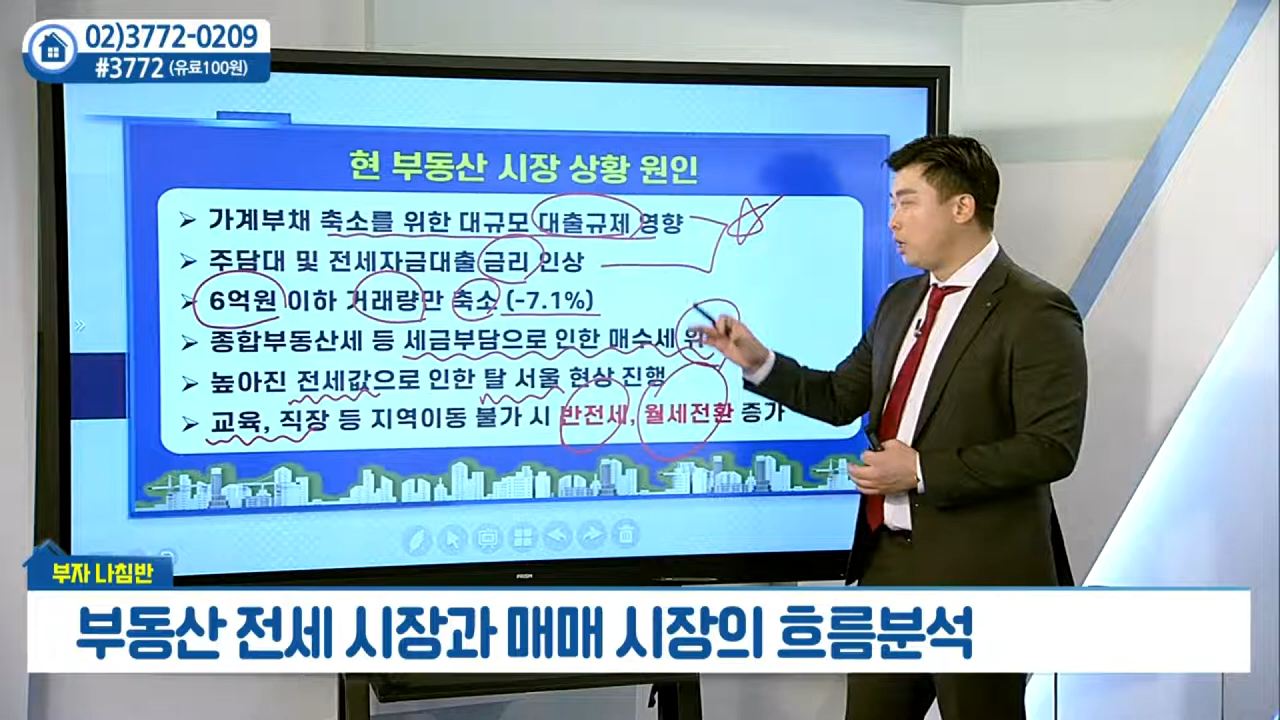 02)3772-0209
#3772 (유료100원)
현 부동산 시장 상황 원인
➢ 가계부채 축소를 위한 대규모 대출규제 영향
➢ 주담대 및 전세자금대출 금리 인상
➢ 6억원 이하 거래량만 축소 (-7.1%)
➢ 종합부동산세 등 세금부담으로 인한 매수세 위
➢ 높아진 전세값으로 인한 탈 서울 현상 진행
➢ 교육, 직장 등 지역이동 불가 시 반전세, 월세전환 증가
PRISM
부자 나침반
부동산 전세 시장과 매매 시장의 흐름분석